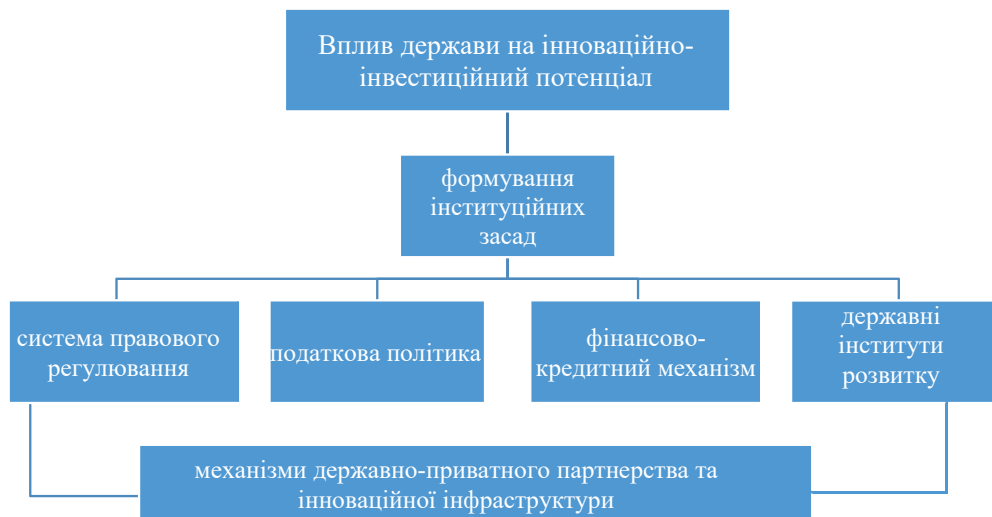 Вплив держави на інноваційно-
інвестиційний потенціал
формування
інституційних
засад
система правового
регулювання
податкова політика
фінансово-
кредитний механізм
державні
інститути
розвитку
механізми державно-приватного партнерства та
інноваційної інфраструктури